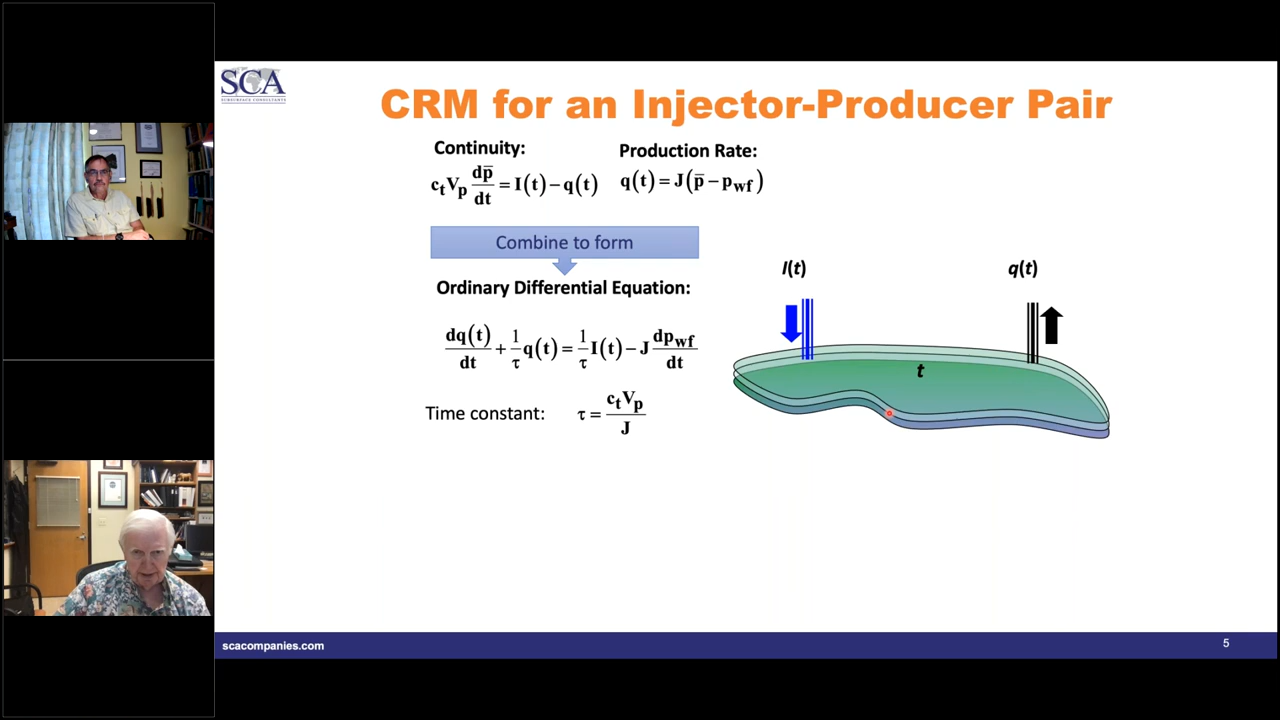 SCA
SUBSURFACE CONSULTANTS
CRM for an Injector-Producer Pair
Continuity:
c_t V_p dp̄/dt = I(t) − q(t)
Production Rate:
q(t) = J(p̄ − p_wf)
Combine to form
Ordinary Differential Equation:
dq(t)/dt + 1/τ q(t) = 1/τ I(t) − J dp_wf/dt
Time constant: τ = c_t V_p / J
I(t)
q(t)
t
scacompanies.com
5